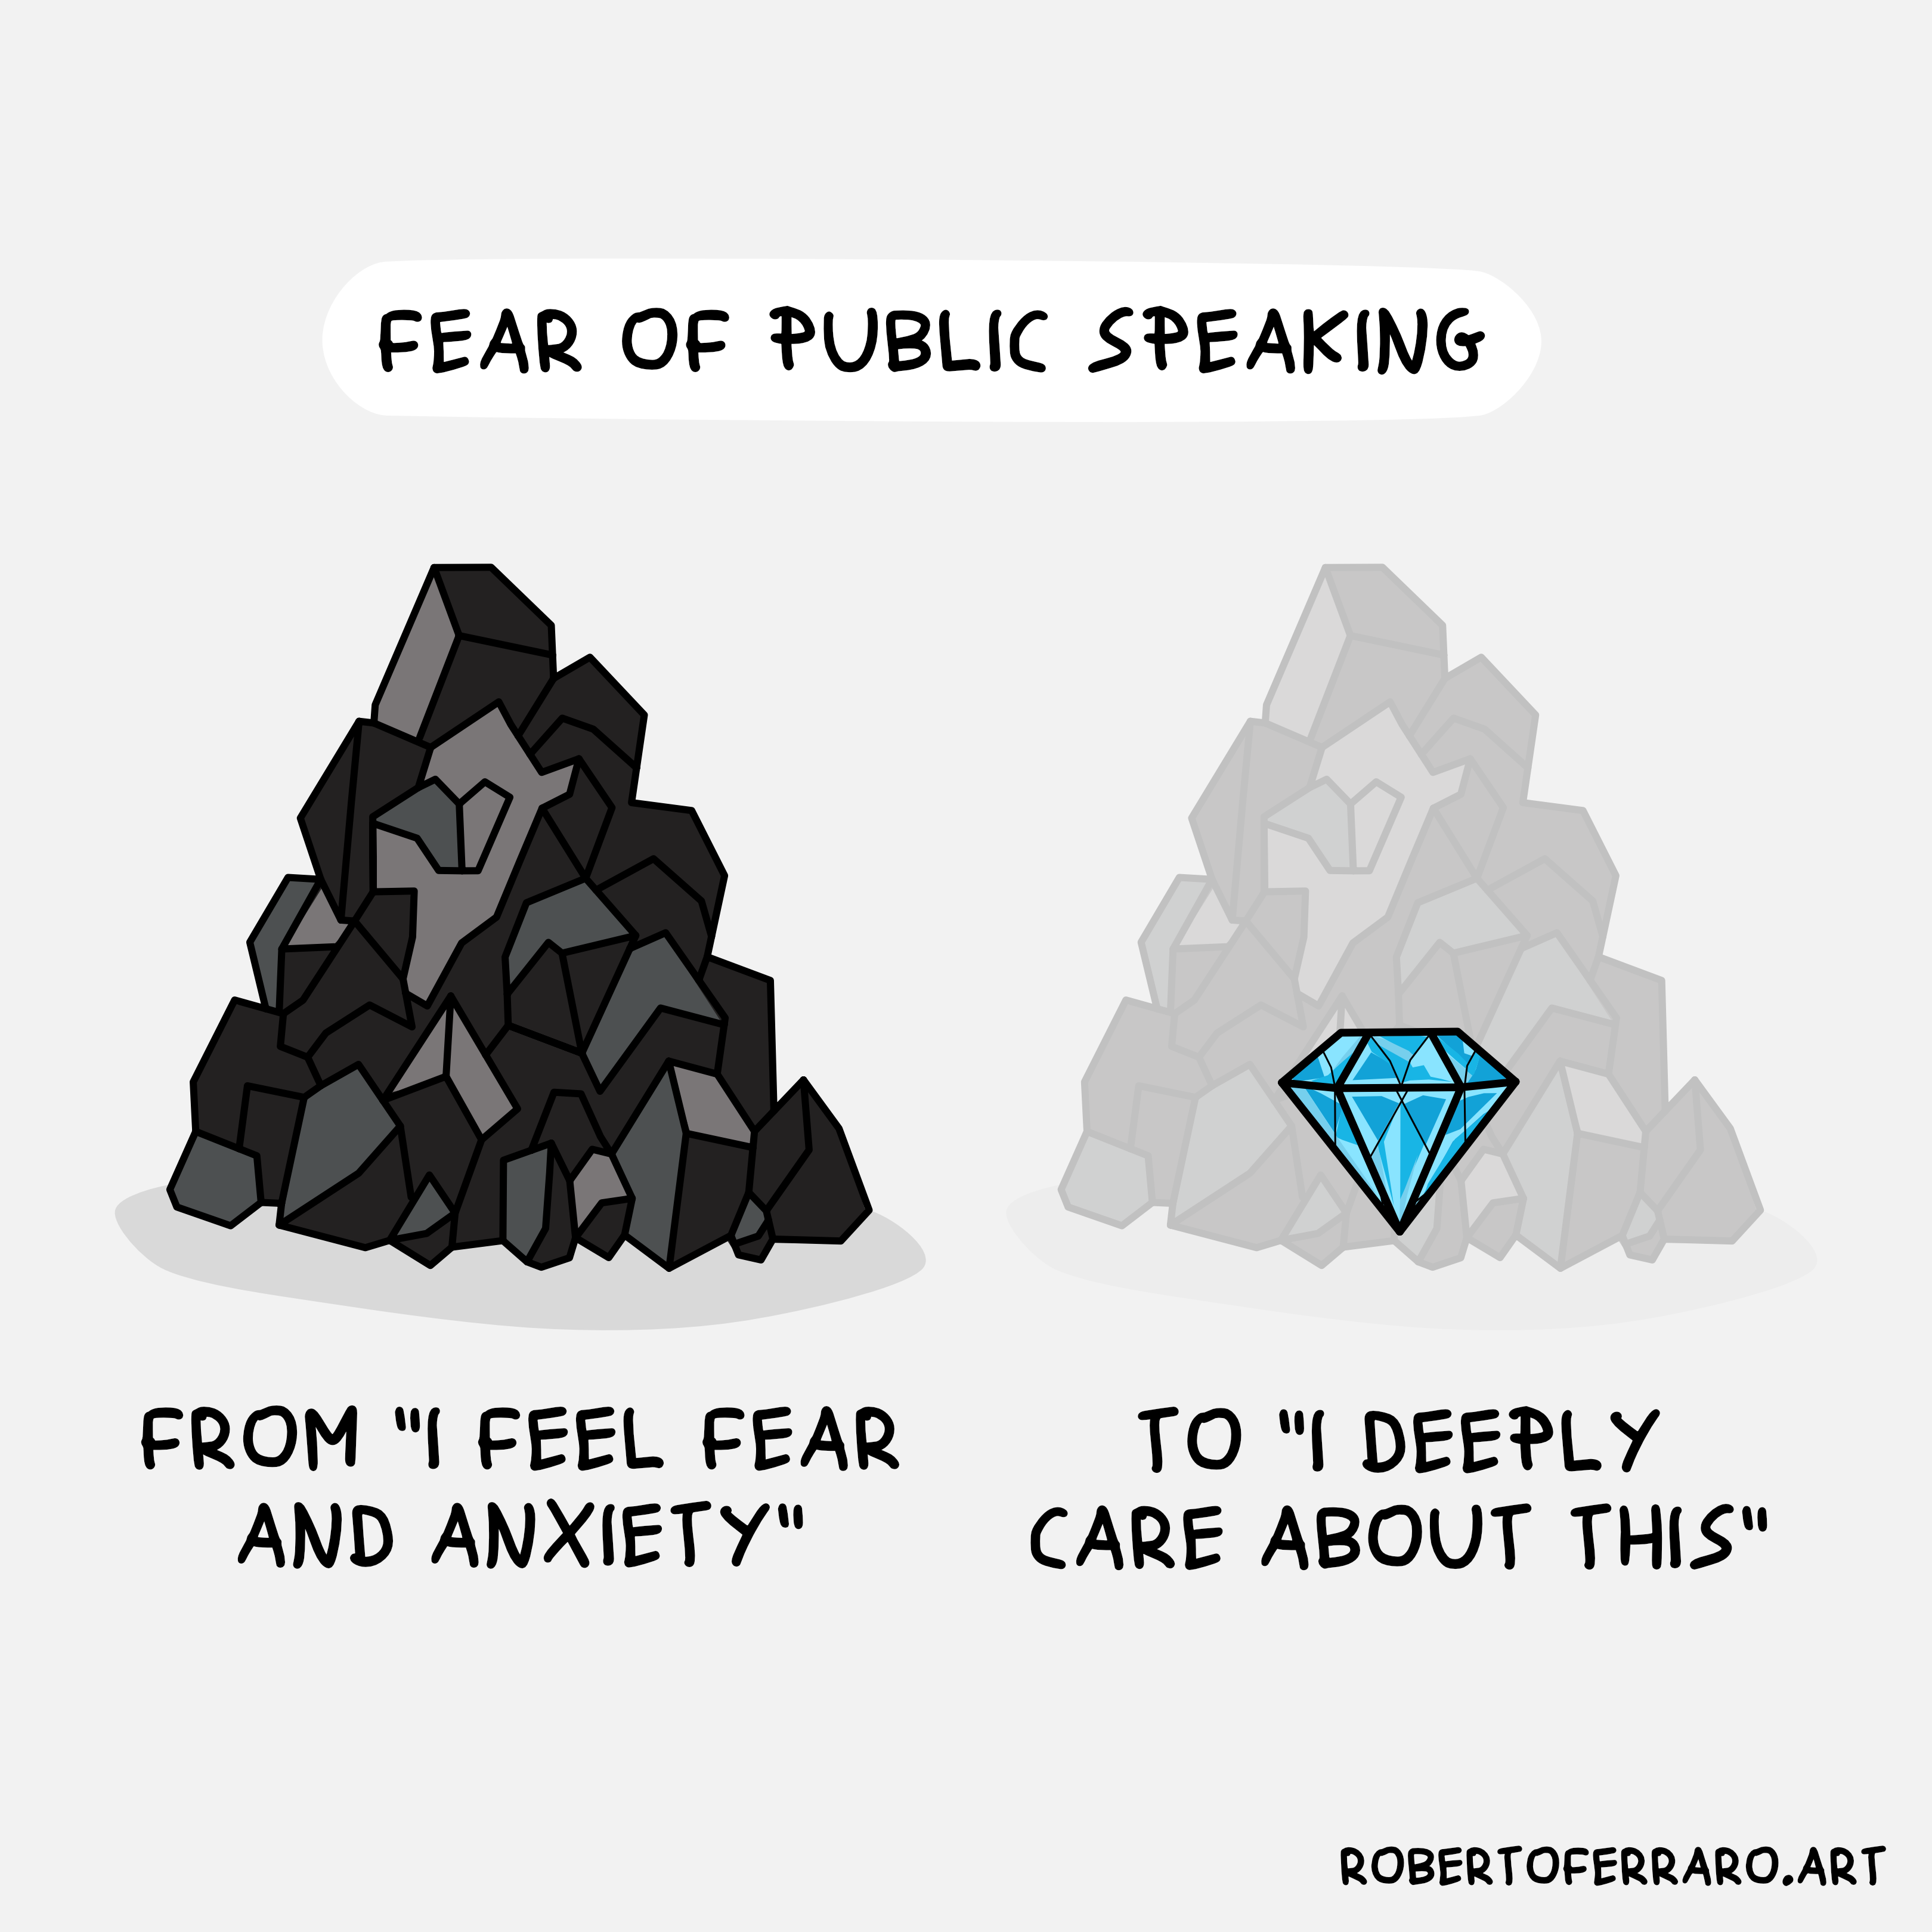 FEAR OF PUBLIC SPEAKING
FROM "I FEEL FEAR
AND ANXIETY"
TO "I DEEPLY
CARE ABOUT THIS"
ROBERTOFERRARO.ART